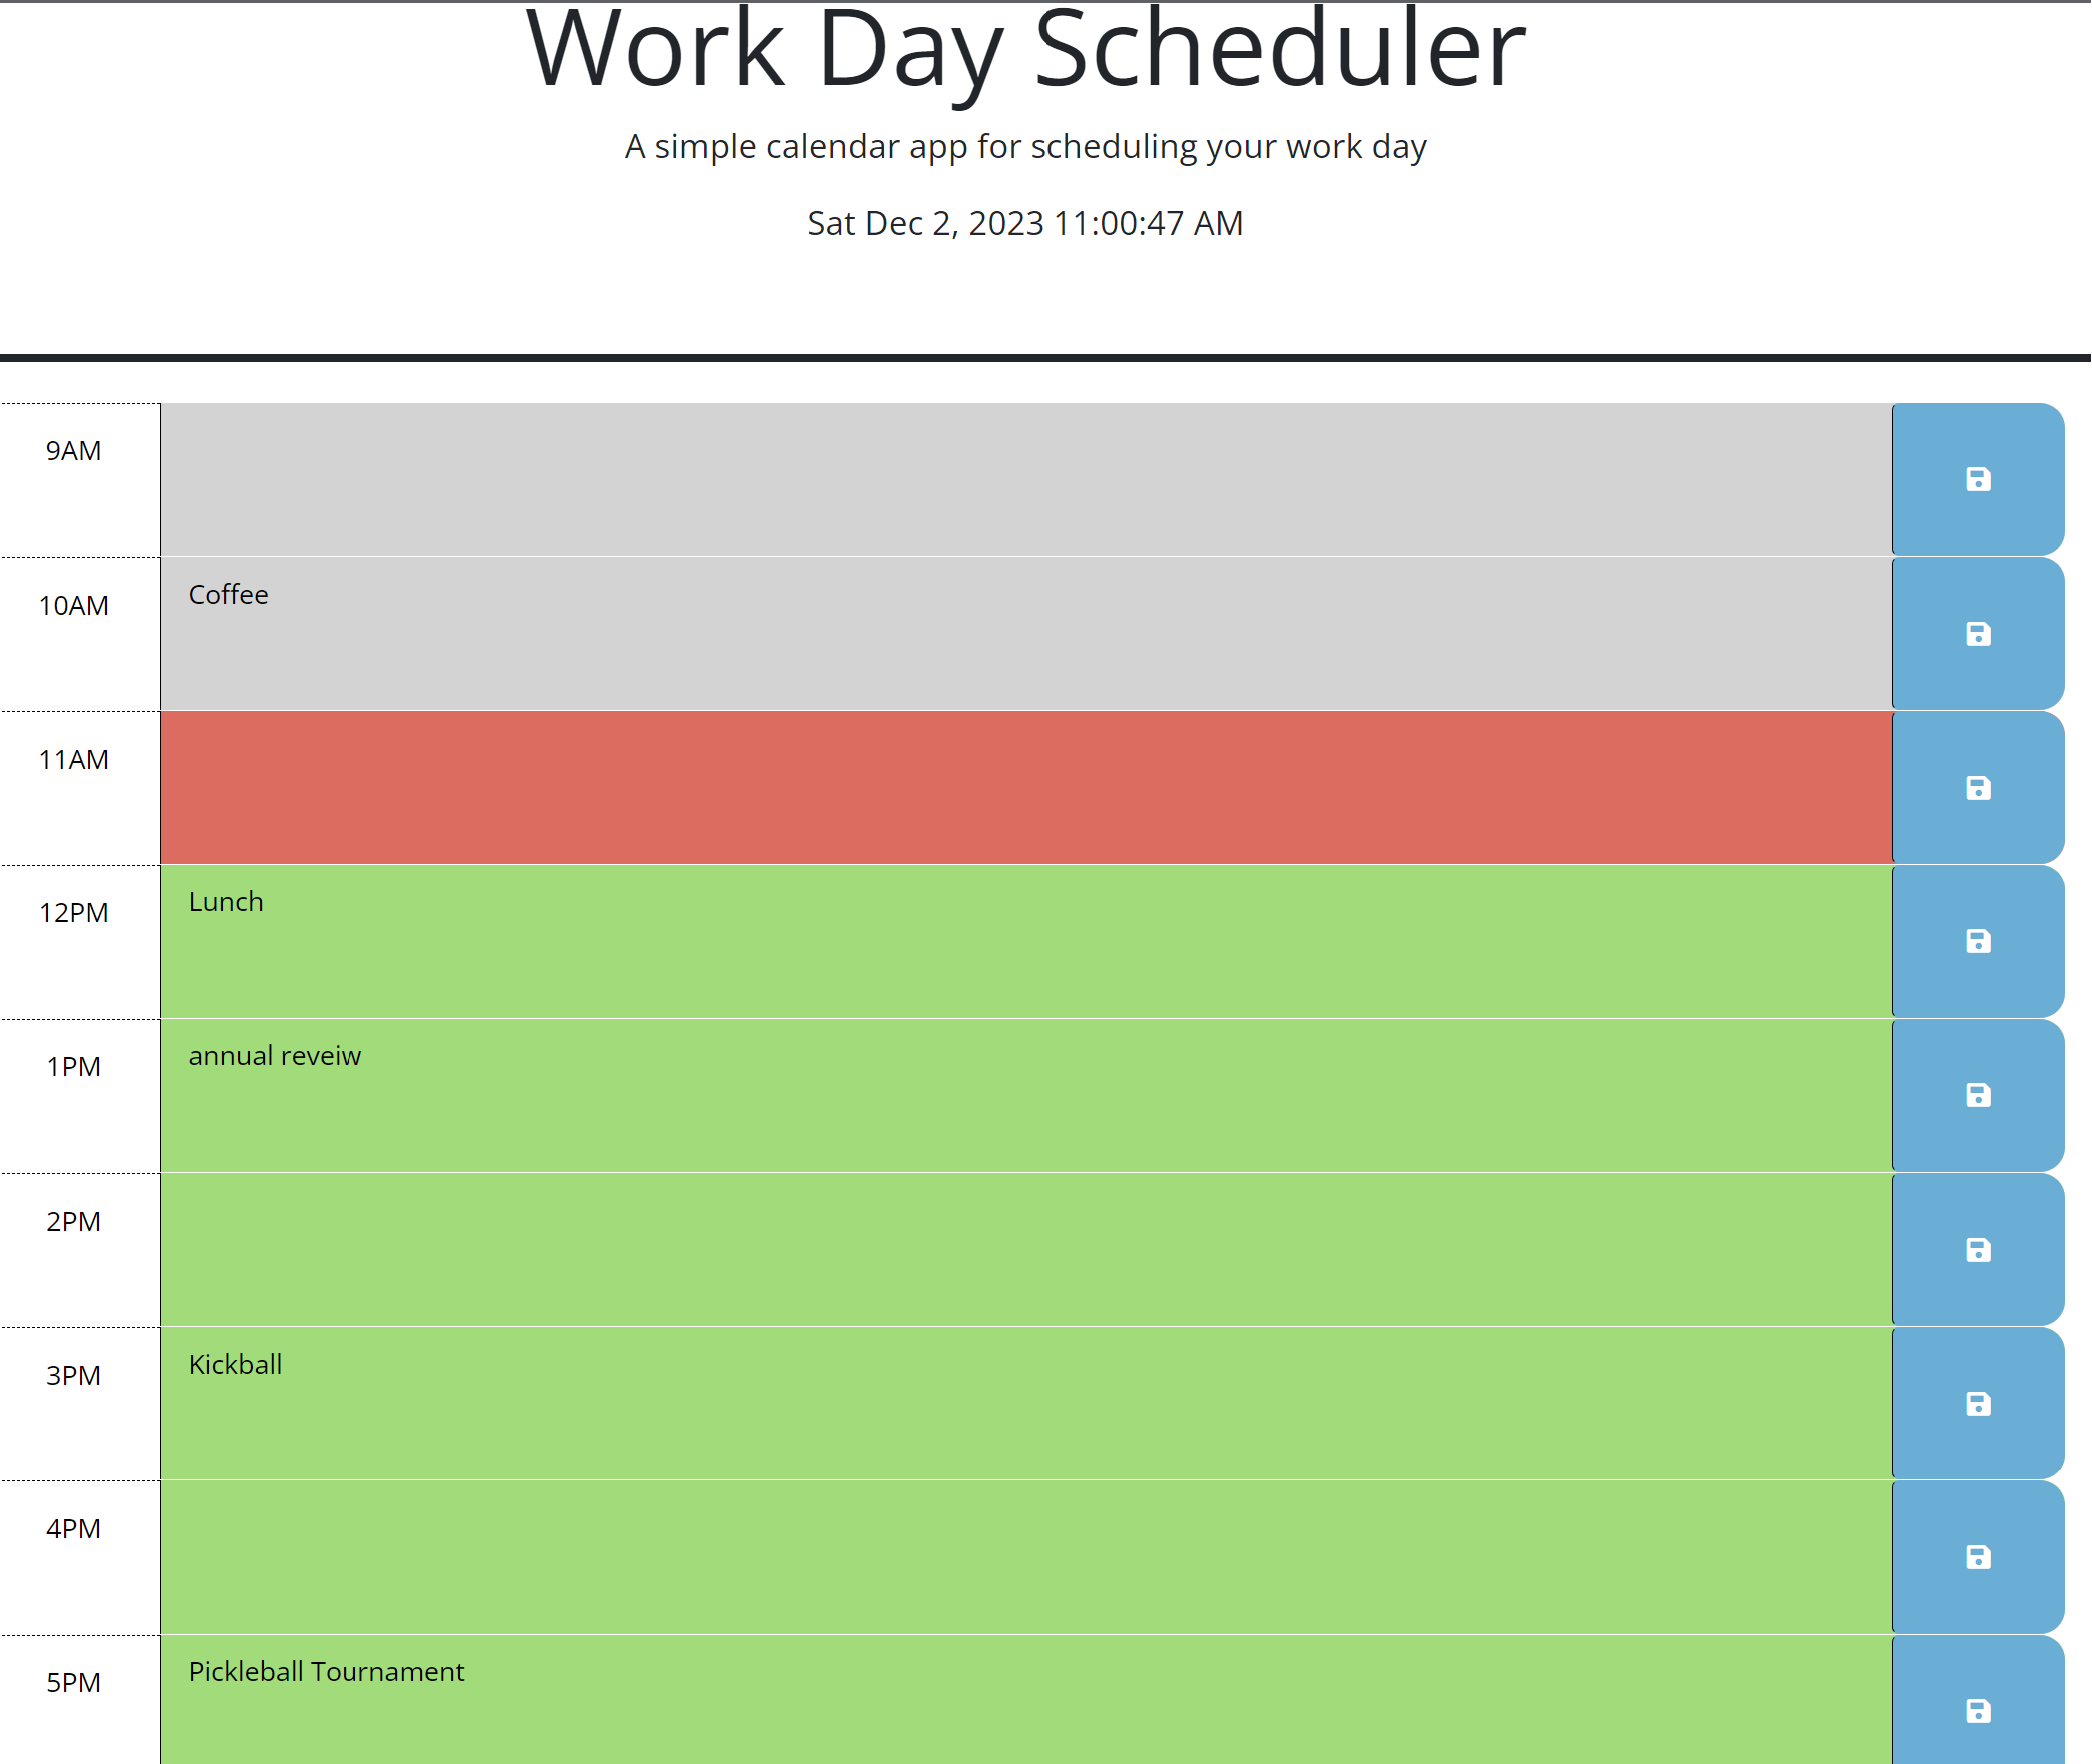 Work Day Scheduler
A simple calendar app for scheduling your work day
Sat Dec 2, 2023 11:00:47 AM
9AM
10AM
Coffee
11AM
12PM
Lunch
1PM
annual reveiw
2PM
3PM
Kickball
4PM
5PM
Pickleball Tournament